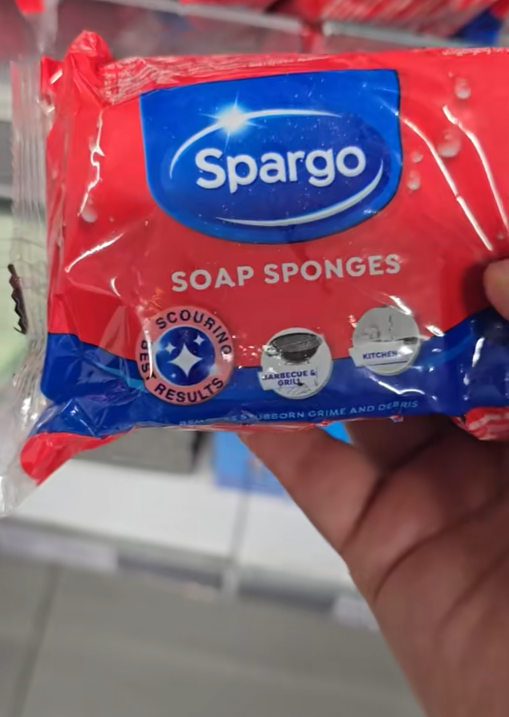 Spargo
SOAP SPONGES
SCOURING
BEST RESULTS
BARBECUE &
GRILL
KITCHEN
STUBBORN GRIME AND DEBRIS